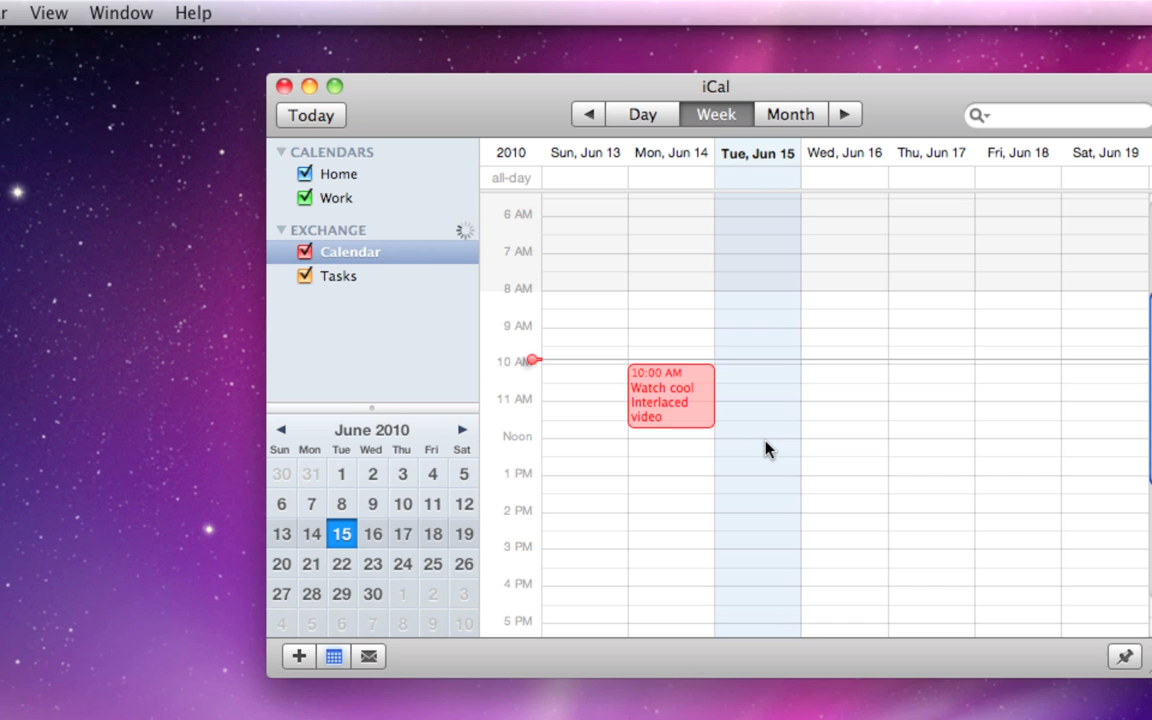 r View Window Help
iCal
Today
Day Week Month
CALENDARS
Home
Work
EXCHANGE
Calendar
Tasks
2010 Sun, Jun 13 Mon, Jun 14 Tue, Jun 15 Wed, Jun 16 Thu, Jun 17 Fri, Jun 18 Sat, Jun 19
all-day
6 AM
7 AM
8 AM
9 AM
10 AM
11 AM
Noon
1 PM
2 PM
3 PM
4 PM
5 PM
10:00 AM
Watch cool
Interlaced
video
June 2010
Sun Mon Tue Wed Thu Fri Sat
30 31 1 2 3 4 5
6 7 8 9 10 11 12
13 14 15 16 17 18 19
20 21 22 23 24 25 26
27 28 29 30 1 2 3
4 5 6 7 8 9 10